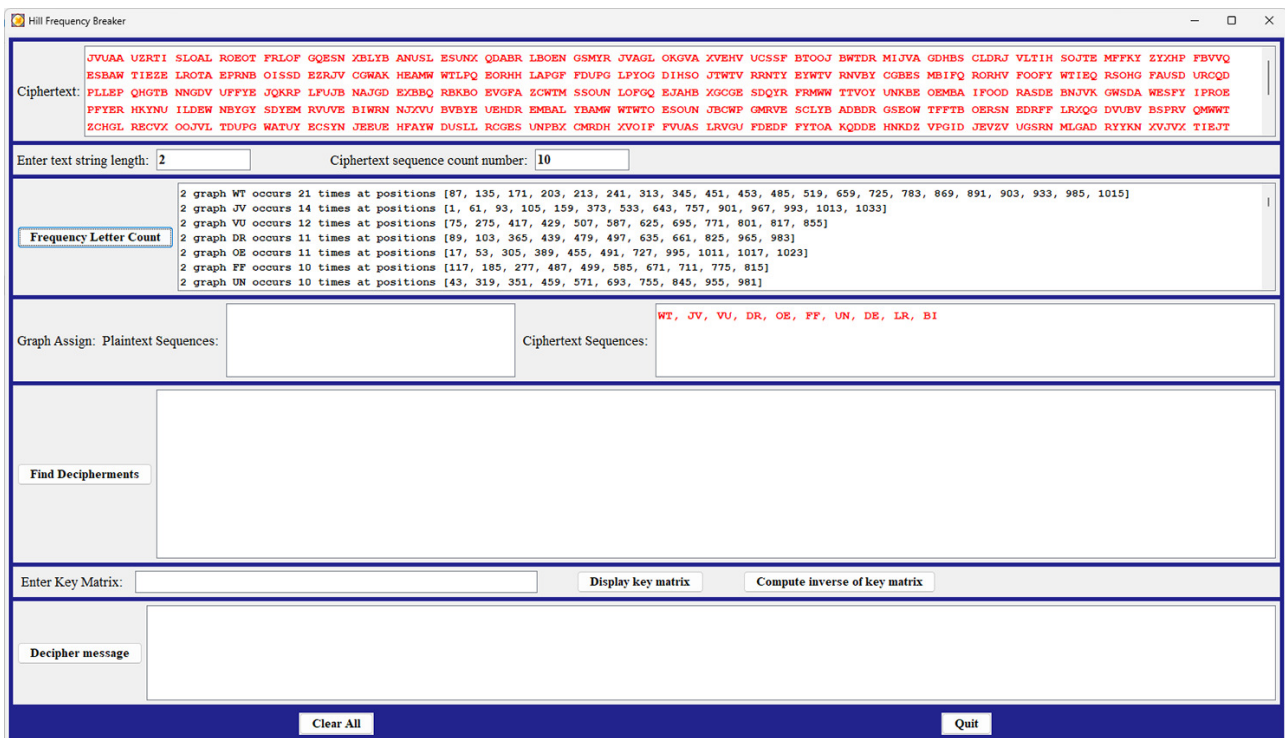 Hill Frequency Breaker
Ciphertext:
JVUAA UZRTI SLOAL ROEOT FRLOF GQESN XBLYB ANUSL ESUNX QDABR LBOEN GSMYR JVAGL OKGVA XVEHV UCSSF BTOOJ BWTDR MIJVA GDHBS CLDRJ VLTIH SOJTE MFFKY ZYXHP FBVVQ
ESBAW TIEZE LROTA EPRNB OISSD EZRJV CGWAK HEAMW WTLPQ EORHH LAPGF FDUPG LPYOG DIHSO JTWTV RRNTY EYWTV RNVBY CGBES MBIFQ RORHV FOOFY WTIEQ RSOHG FAUSD URCQD
PLLEP QHGTB NNGDV UFFYE JQKRP LFUJB NAJGD EXBBQ RBKBO EVGFA ZCWTM SSOUN LOFGQ EJAHB XGCGE SDQYR FRMWW TTVOY UNKBE OEMBA IFOOD RASDE BNJVK GWSDA WESFY IPROE
PFYER HKYNU ILDEW NBYGY SDYEM RVUVE BIWRN NJXVU BVBYE UEHDR EMBAL YBAMW WTWTO ESOUN JBCWP GMRVE SCLYB ADBDR GSEOW TFFTB OERSN EDRFF LRXQG DVUBV BSPRV QMWWT
ZCHGL RECVX OOJVL TDUPG WATUY ECSYN JEEUE HFAYW DUSLL RCGES UNPBX CMRDH XVOIF FVUAS LRVGU FDEDF FYTOA KQDDE HNKDZ VPGID JEVZV UGSRN MLGAD RYYKN XVJVX TIEJT
Enter text string length: 2
Ciphertext sequence count number: 10
Frequency Letter Count
2 graph WT occurs 21 times at positions [87, 135, 171, 203, 213, 241, 313, 345, 451, 453, 485, 519, 659, 725, 783, 869, 891, 903, 933, 985, 1015]
2 graph JV occurs 14 times at positions [1, 61, 93, 105, 159, 373, 533, 643, 757, 901, 967, 993, 1013, 1033]
2 graph VU occurs 12 times at positions [75, 275, 417, 429, 507, 587, 625, 695, 771, 801, 817, 855]
2 graph DR occurs 11 times at positions [89, 103, 365, 439, 479, 497, 635, 661, 825, 965, 983]
2 graph OE occurs 11 times at positions [17, 53, 305, 389, 455, 491, 727, 995, 1011, 1017, 1023]
2 graph FF occurs 10 times at positions [117, 185, 277, 487, 499, 585, 671, 711, 775, 815]
2 graph UN occurs 10 times at positions [43, 319, 351, 459, 571, 693, 755, 845, 955, 981]
Graph Assign: Plaintext Sequences:
Ciphertext Sequences:
WT, JV, VU, DR, OE, FF, UN, DE, LR, BI
Find Decipherments
Enter Key Matrix:
Display key matrix
Compute inverse of key matrix
Decipher message
Clear All
Quit